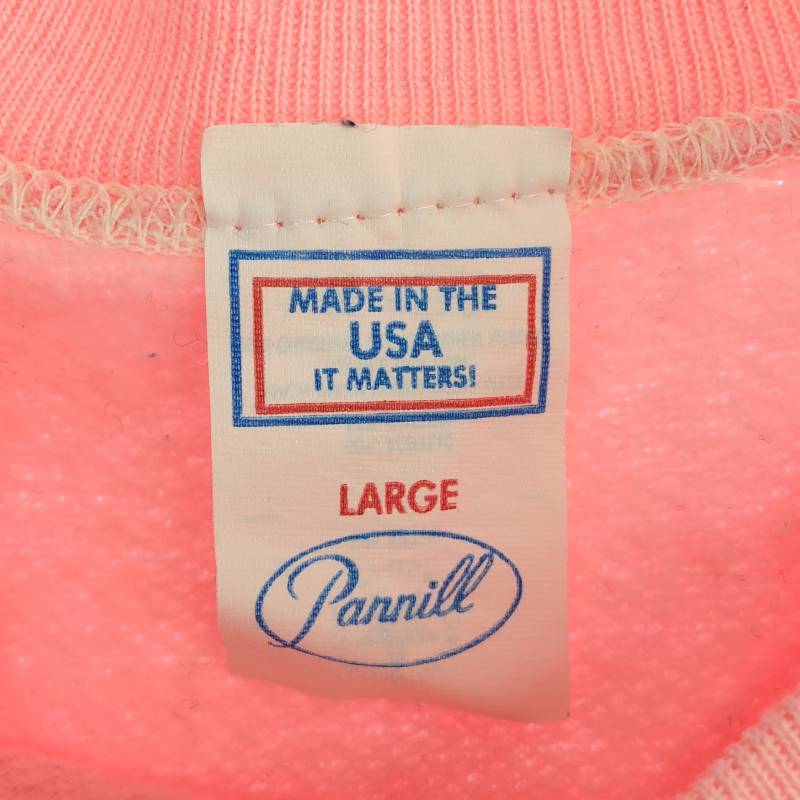 MADE IN THE
USA
IT MATTERS!
LARGE
Pannill